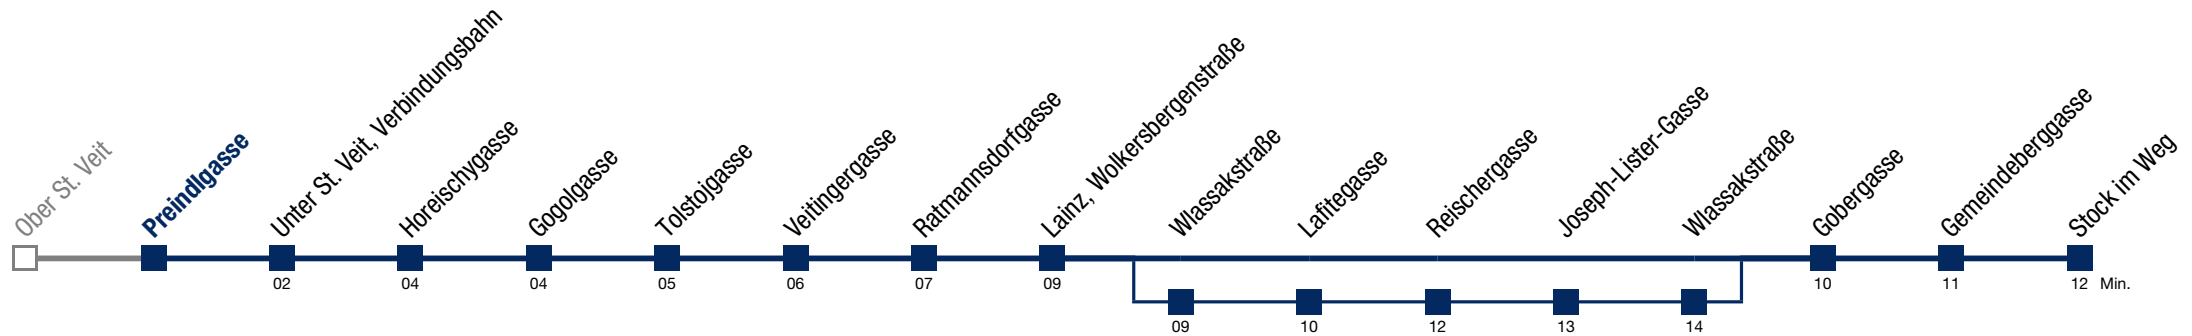 Ober St. Veit
Preindlgasse
Unter St. Veit, Verbindungsbahn
Horeischygasse
Gogolgasse
Tolstojgasse
Veitingergasse
Ratmannsdorfgasse
Lainz, Wolkersbergenstraße
Wlassakstraße
Lafitegasse
Reischergasse
Joseph-Lister-Gasse
Wlassakstraße
Gobergasse
Gemeindeberggasse
Stock im Weg
02 04 04 05 06 07 09 10 11 12 Min.
09 10 12 13 14